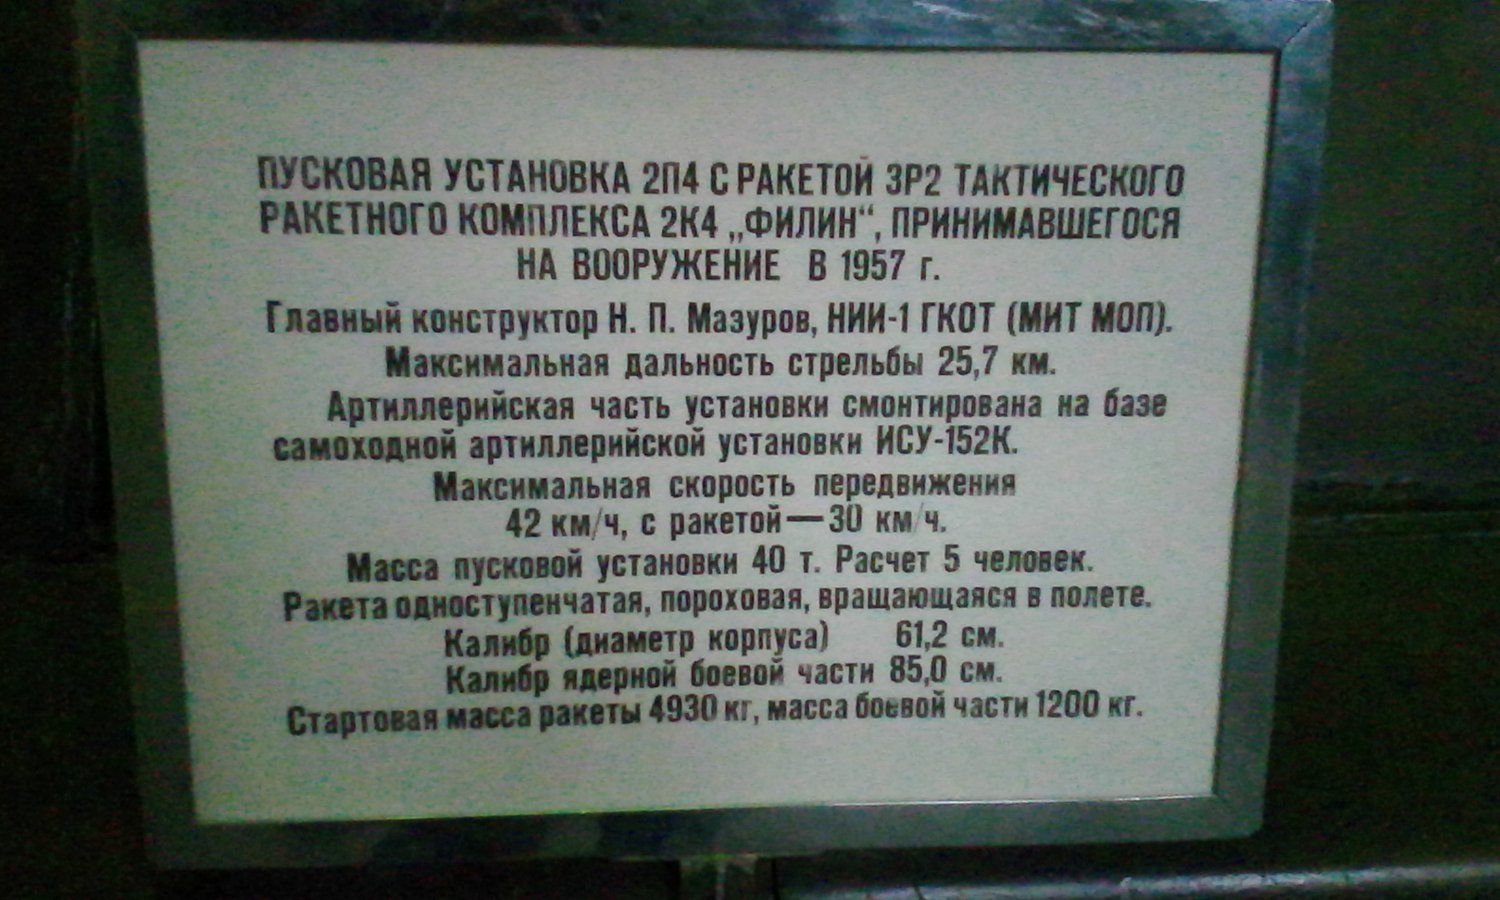 ПУСКОВАЯ УСТАНОВКА 2П4 С РАКЕТОЙ 3Р2 ТАКТИЧЕСКОГО
РАКЕТНОГО КОМПЛЕКСА 2К4 „ФИЛИН“, ПРИНИМАВШЕГОСЯ
НА ВООРУЖЕНИЕ В 1957 г.
Главный конструктор Н. П. Мазуров, НИИ-1 ГКОТ (МИТ МОП).
Максимальная дальность стрельбы 25,7 км.
Артиллерийская часть установки смонтирована на базе
самоходной артиллерийской установки ИСУ-152К.
Максимальная скорость передвижения
42 км/ч, с ракетой — 30 км/ч.
Масса пусковой установки 40 т. Расчет 5 человек.
Ракета одноступенчатая, пороховая, вращающаяся в полете.
Калибр (диаметр корпуса) 61,2 см.
Калибр ядерной боевой части 85,0 см.
Стартовая масса ракеты 4930 кг, масса боевой части 1200 кг.